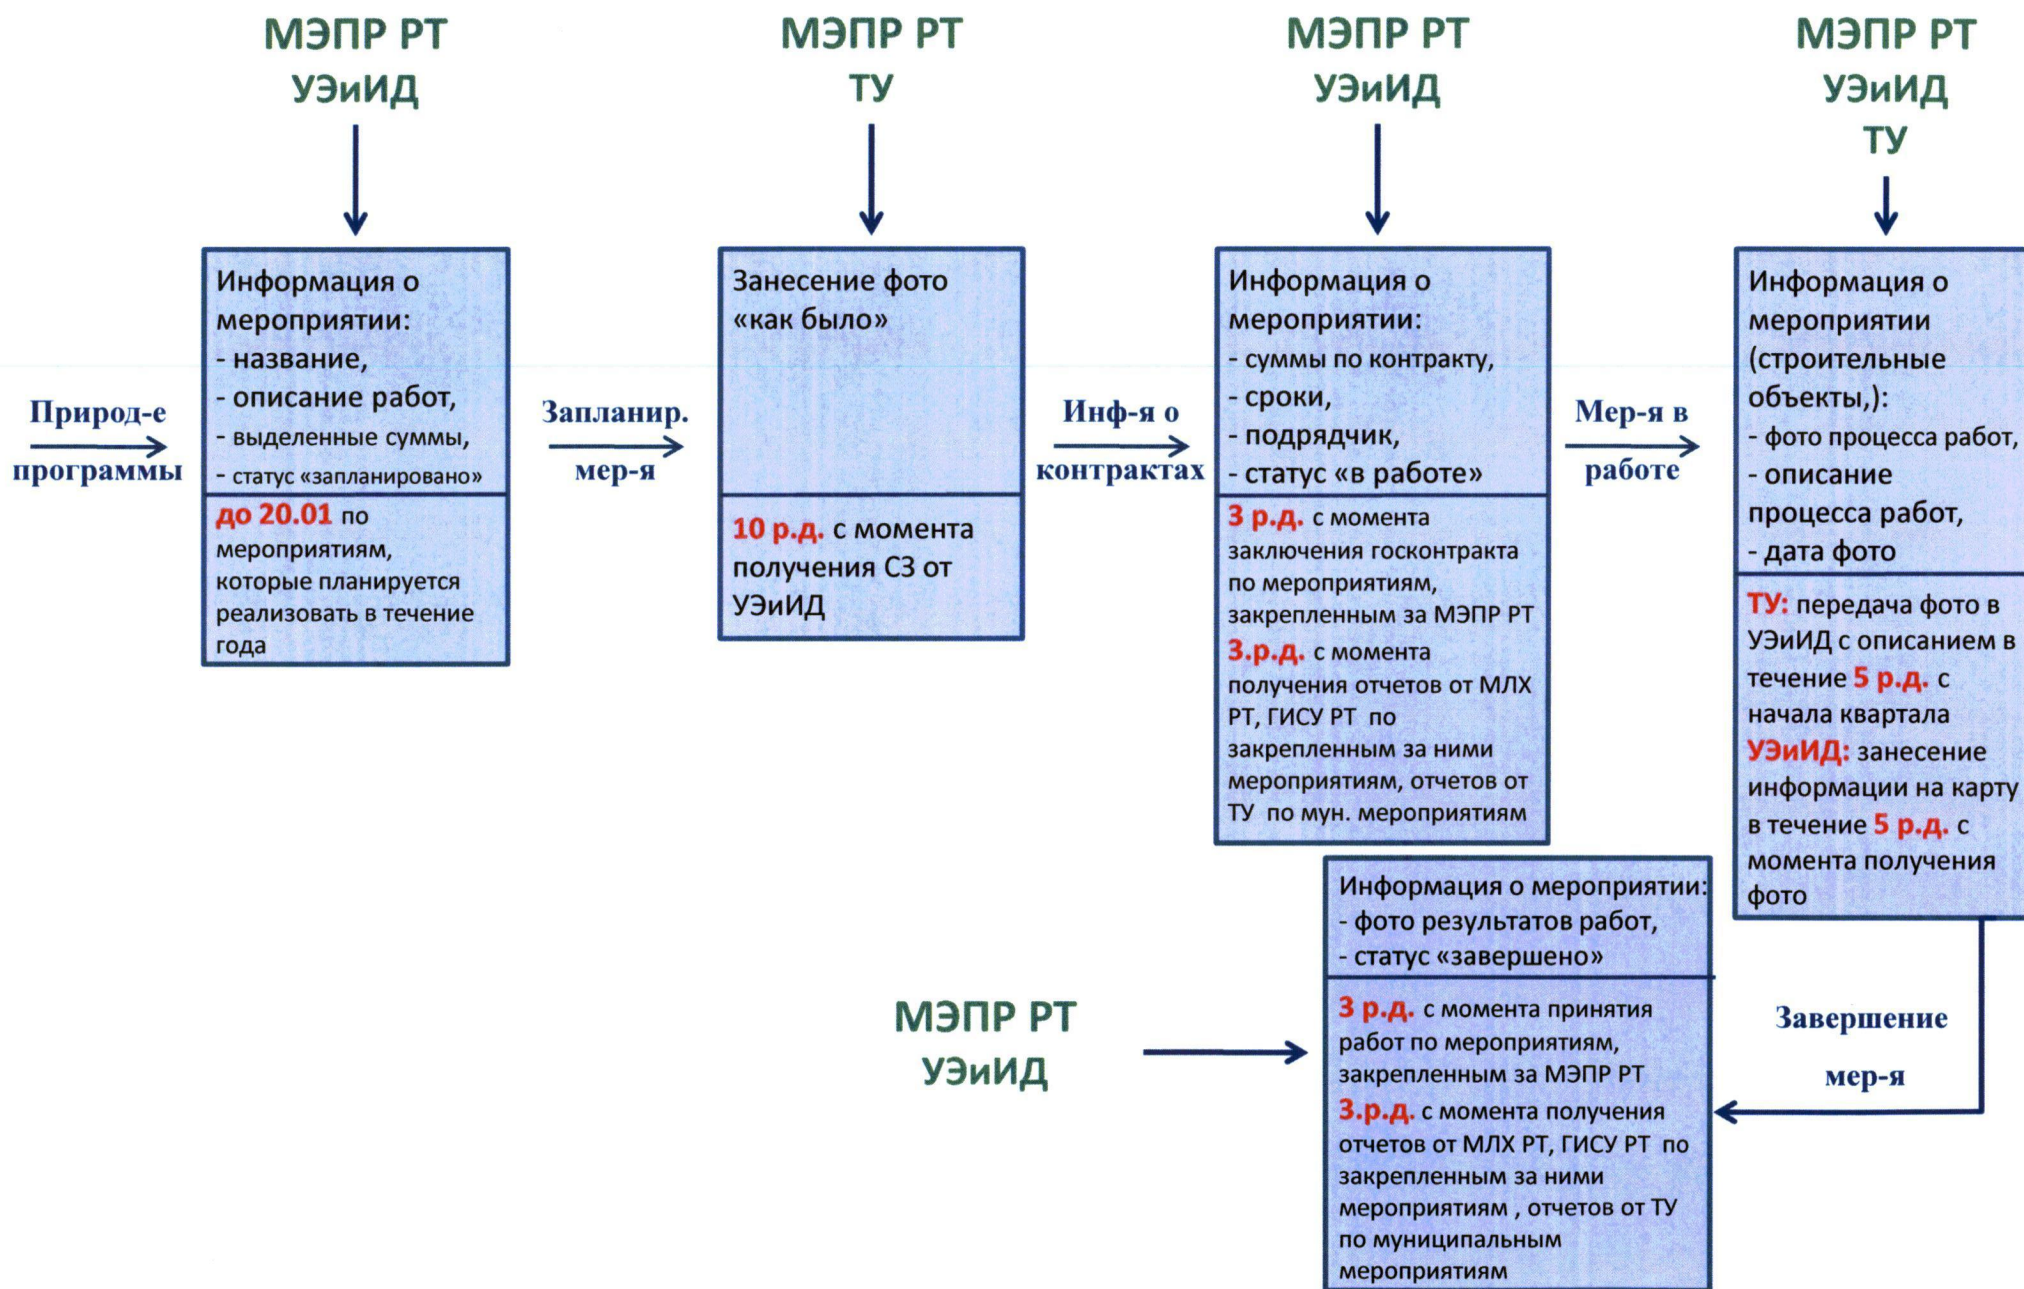 МЭПР РТ
УЭиИД
МЭПР РТ
ТУ
МЭПР РТ
УЭиИД
МЭПР РТ
УЭиИД
ТУ
Природ-е
программы
Информация о
мероприятии:
- название,
- описание работ,
- выделенные суммы,
- статус «запланировано»
до 20.01 по
мероприятиям,
которые планируется
реализовать в течение
года
Запланир.
мер-я
Занесение фото
«как было»
10 р.д. с момента
получения СЗ от
УЭиИД
Инф-я о
контрактах
Информация о
мероприятии:
- суммы по контракту,
- сроки,
- подрядчик,
- статус «в работе»
3 р.д. с момента
заключения госконтракта
по мероприятиям,
закрепленным за МЭПР РТ
3.р.д. с момента
получения отчетов от МЛХ
РТ, ГИСУ РТ по
закрепленным за ними
мероприятиям, отчетов от
ТУ по мун. мероприятиям
Мер-я в
работе
Информация о
мероприятии
(строительные
объекты,):
- фото процесса работ,
- описание
процесса работ,
- дата фото
ТУ: передача фото в
УЭиИД с описанием в
течение 5 р.д. с
начала квартала
УЭиИД: занесение
информации на карту
в течение 5 р.д. с
момента получения
фото
МЭПР РТ
УЭиИД
Информация о мероприятии:
- фото результатов работ,
- статус «завершено»
3 р.д. с момента принятия
работ по мероприятиям,
закрепленным за МЭПР РТ
3.р.д. с момента получения
отчетов от МЛХ РТ, ГИСУ РТ по
закрепленным за ними
мероприятиям , отчетов от ТУ
по муниципальным
мероприятиям
Завершение
мер-я